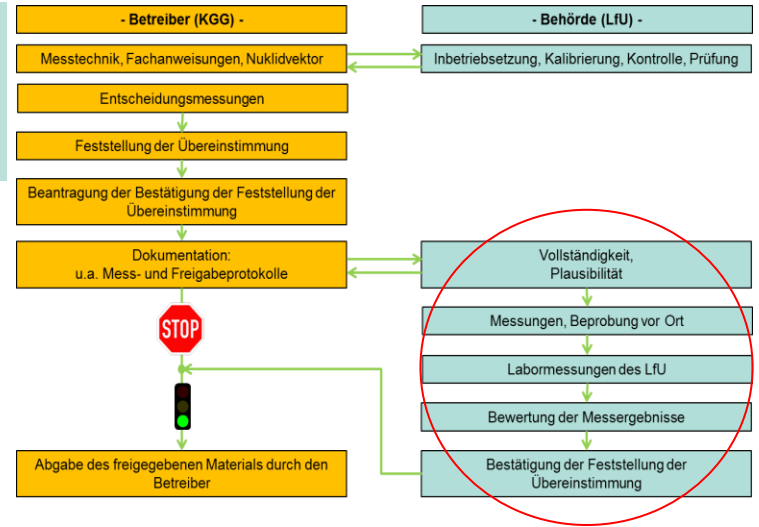 - Betreiber (KGG) -
- Behörde (LfU) -
Messtechnik, Fachanweisungen, Nuklidvektor
Inbetriebsetzung, Kalibrierung, Kontrolle, Prüfung
Entscheidungsmessungen
Feststellung der Übereinstimmung
Beantragung der Bestätigung der Feststellung der
Übereinstimmung
Dokumentation:
u.a. Mess- und Freigabeprotokolle
Vollständigkeit,
Plausibilität
STOP
Messungen, Beprobung vor Ort
Labormessungen des LfU
Bewertung der Messergebnisse
Abgabe des freigegebenen Materials durch den
Betreiber
Bestätigung der Feststellung der
Übereinstimmung